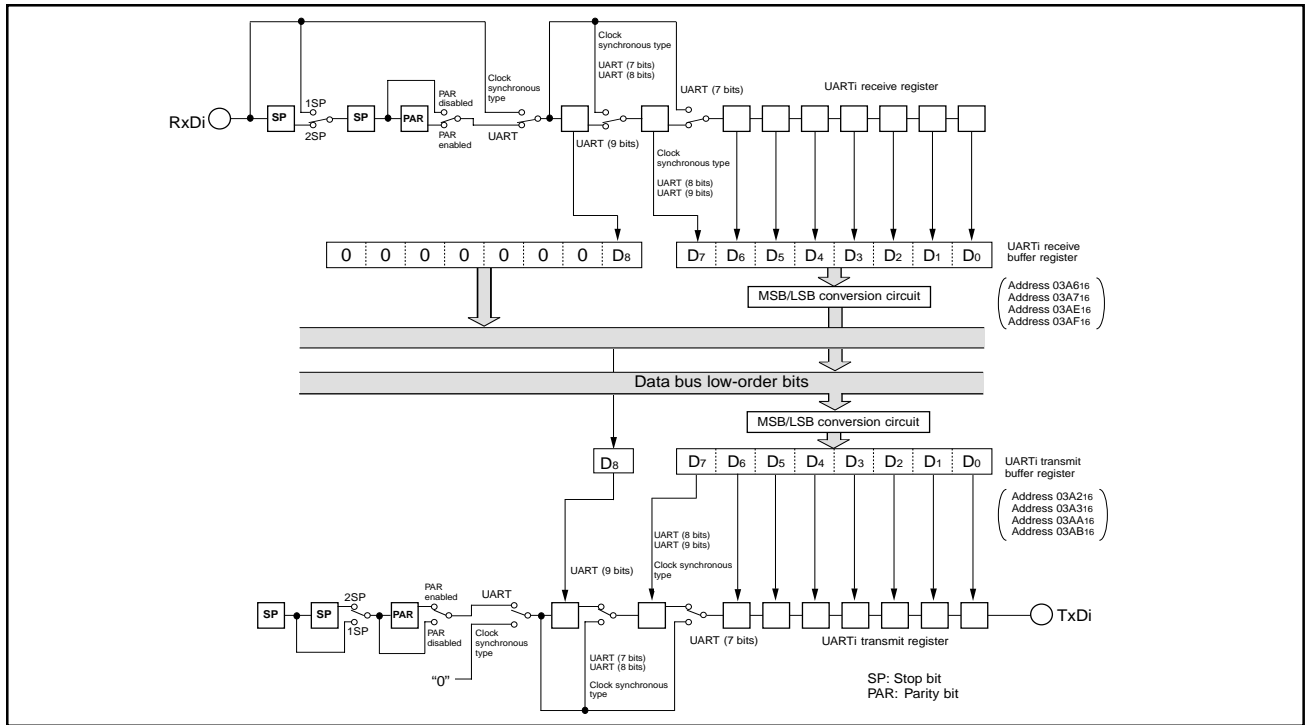 Clock
synchronous type
UART (7 bits)
UART (8 bits)
Clock
synchronous
type
PAR
disabled
UART (7 bits)
UARTi receive register
1SP
RxDi
SP
SP
PAR
2SP
PAR
enabled
UART
UART (9 bits)
Clock
synchronous type
UART (8 bits)
UART (9 bits)
0 0 0 0 0 0 0 D8
D7 D6 D5 D4 D3 D2 D1 D0
UARTi receive
buffer register
MSB/LSB conversion circuit
Address 03A616
Address 03A716
Address 03AE16
Address 03AF16
Data bus low-order bits
MSB/LSB conversion circuit
D8
D7 D6 D5 D4 D3 D2 D1 D0
UARTi transmit
buffer register
Address 03A216
Address 03A316
Address 03AA16
Address 03AB16
UART (8 bits)
UART (9 bits)
Clock synchronous
type
UART (9 bits)
2SP
PAR
enabled
UART
SP
SP
PAR
TxDi
1SP
PAR
disabled
Clock
synchronous
type
UART (7 bits)
UARTi transmit register
"0"
UART (7 bits)
UART (8 bits)
Clock synchronous
type
SP: Stop bit
PAR: Parity bit